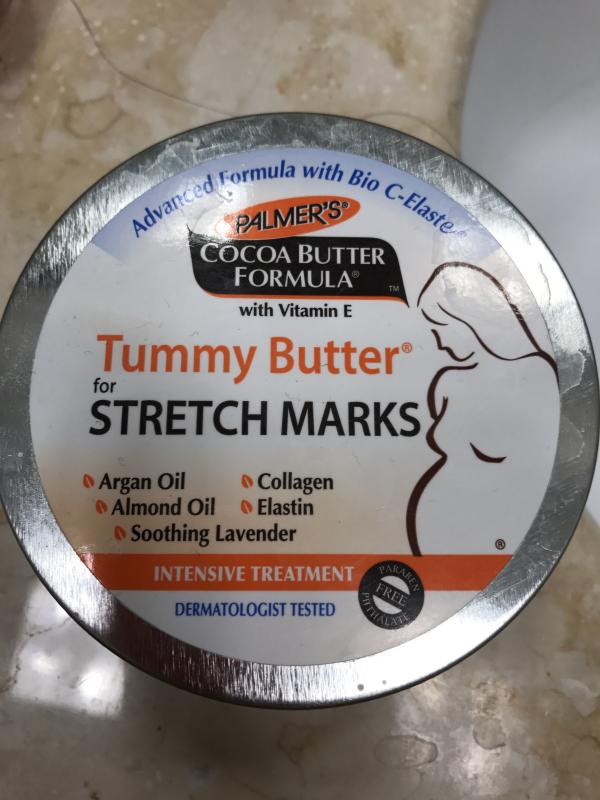 Advanced Formula with Bio C-Elaste
PALMER'S®
COCOA BUTTER
FORMULA®
TM
with Vitamin E
Tummy Butter®
for
STRETCH MARKS
Argan Oil
Collagen
Almond Oil
Elastin
Soothing Lavender
®
INTENSIVE TREATMENT
PARABEN
FREE
PHTHALATE
DERMATOLOGIST TESTED